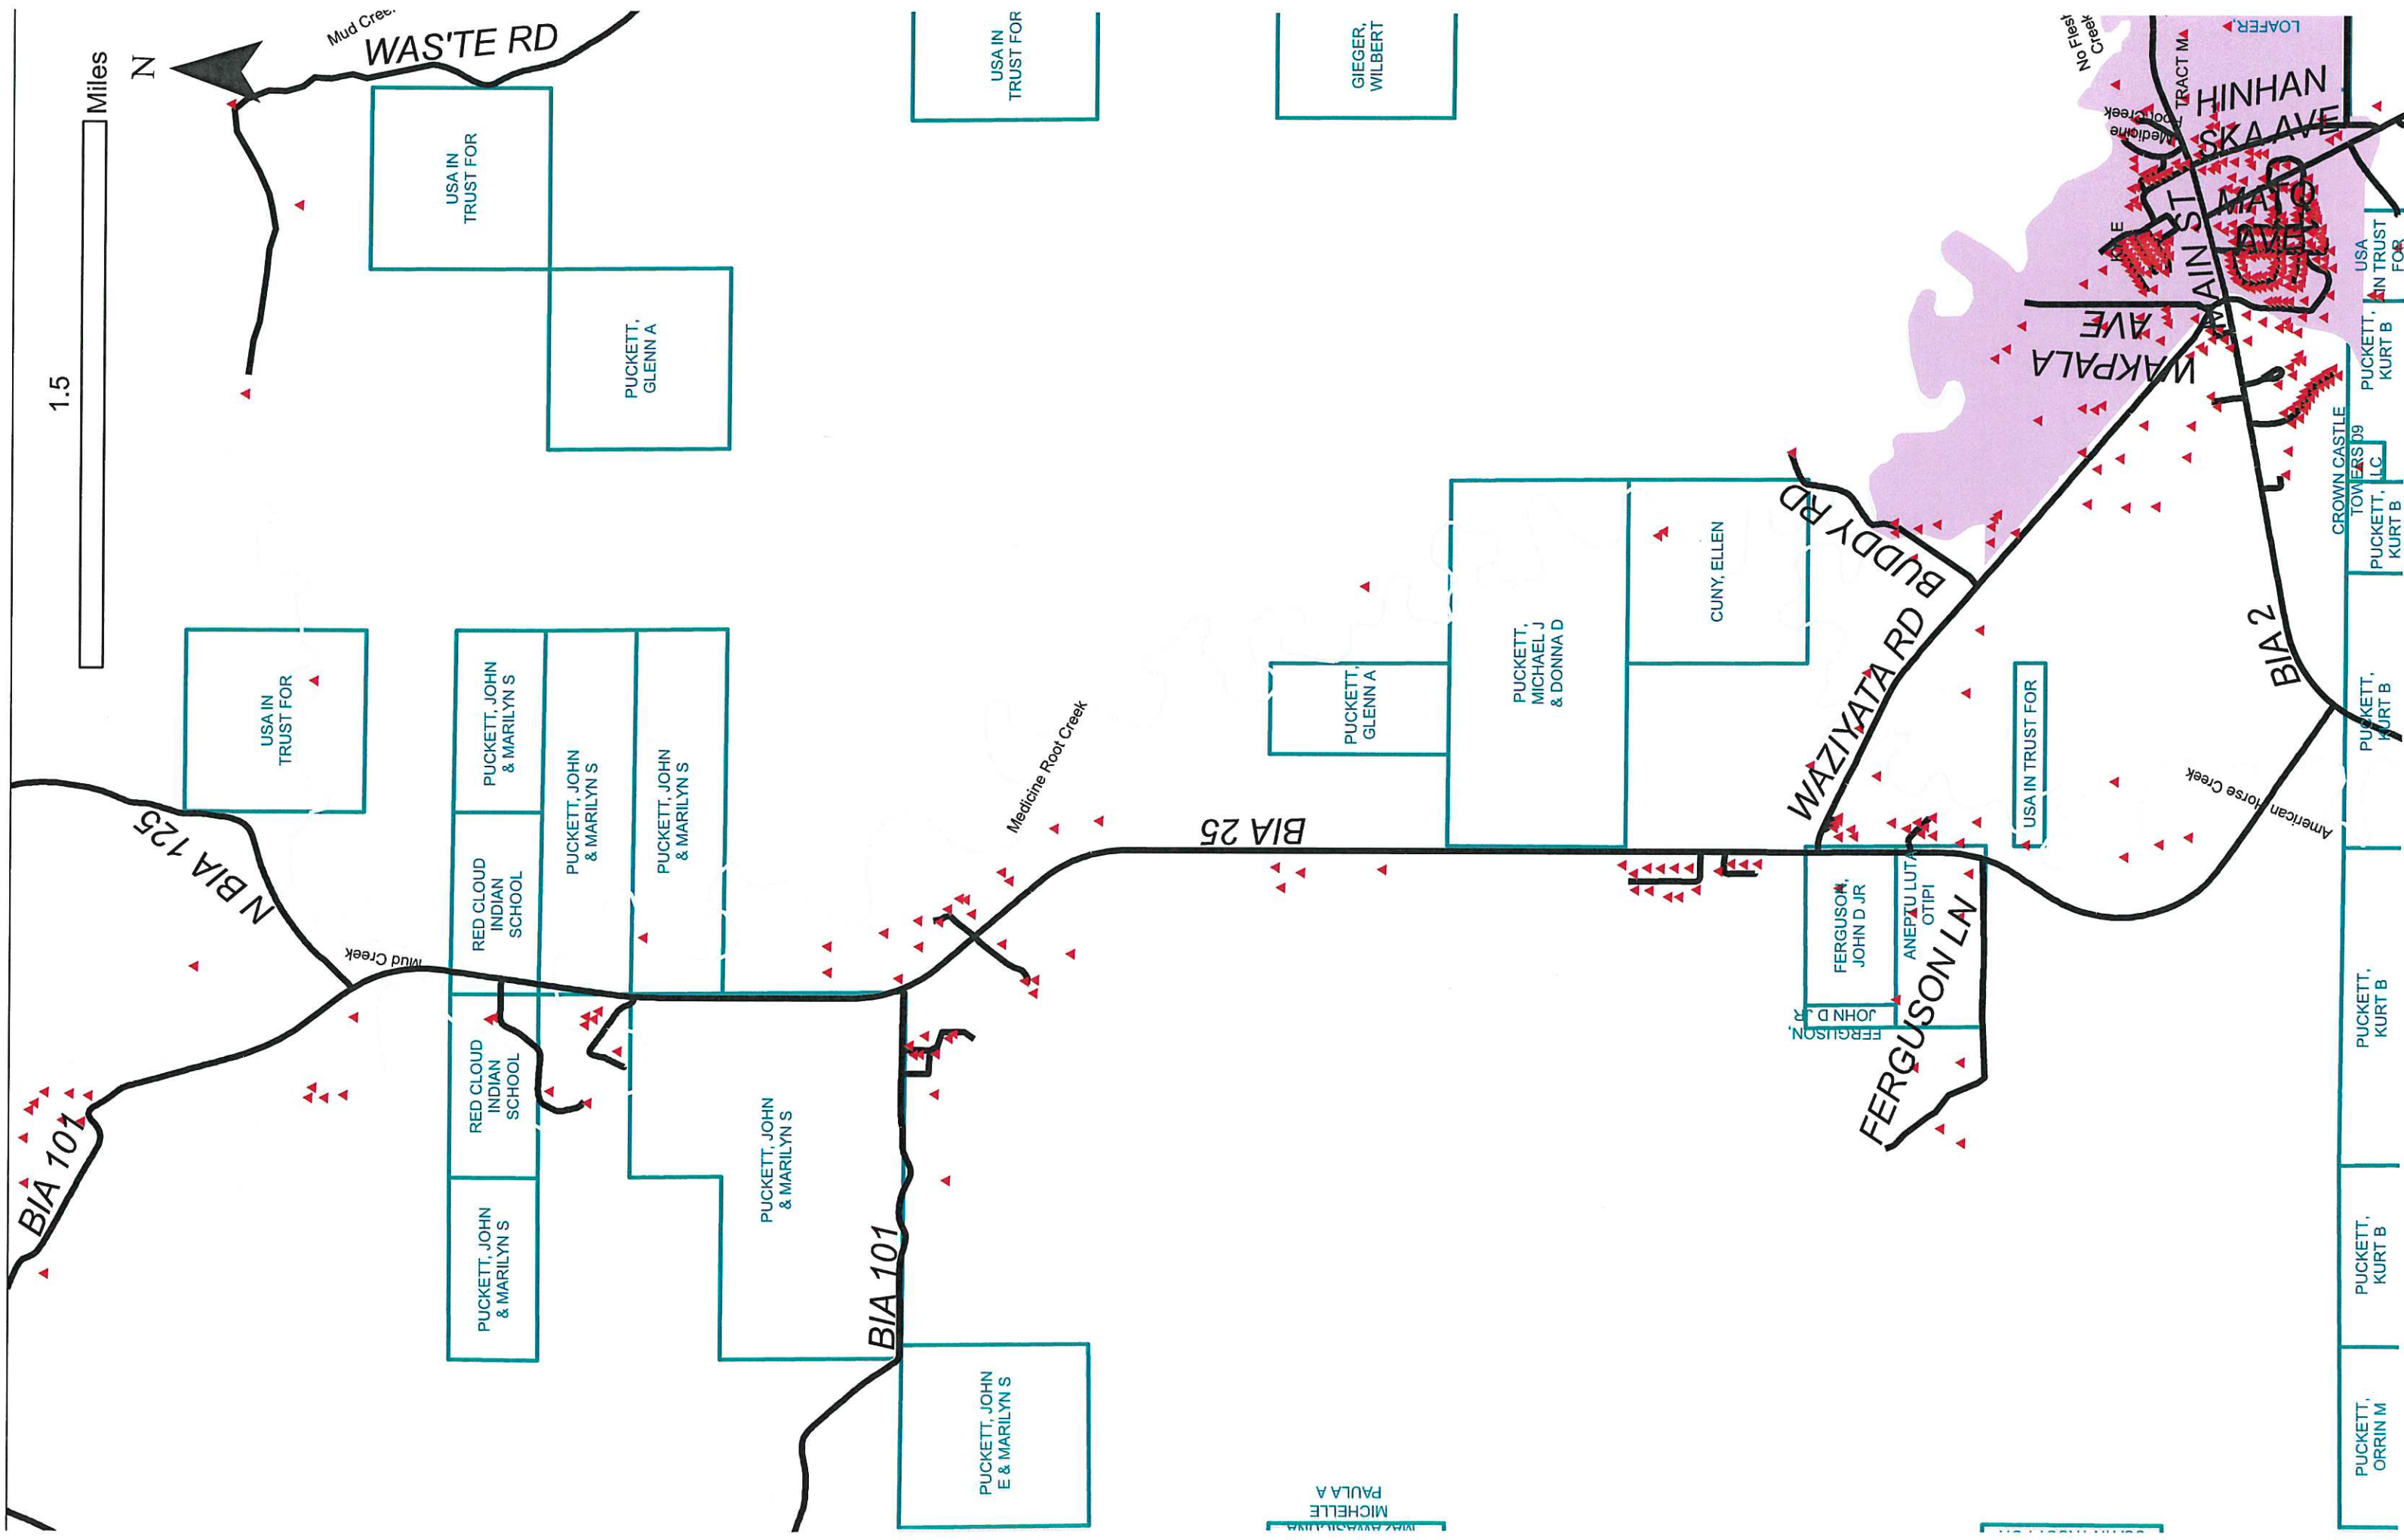 1.5
Miles
N
WAS'TE RD
USA IN
TRUST FOR
PUCKETT,
GLENN A
USA IN
TRUST FOR
GIEGER,
WILBERT
USA IN
TRUST FOR
N BIA 125
Mud Creek
BIA 101
PUCKETT, JOHN
& MARILYN S
PUCKETT, JOHN
& MARILYN S
PUCKETT, JOHN
& MARILYN S
RED CLOUD
INDIAN
SCHOOL
RED CLOUD
INDIAN
SCHOOL
PUCKETT, JOHN
& MARILYN S
PUCKETT, JOHN
& MARILYN S
BIA 101
PUCKETT, JOHN
E & MARILYN S
Medicine Root Creek
BIA 25
PUCKETT,
GLENN A
PUCKETT,
MICHAEL J
& DONNA D
CUNY, ELLEN
BUDDY RD
WAZIYATA RD
FERGUSON,
JOHN D JR
FERGUSON,
JOHN D JR
ANEPTU LUTA
OTIPI
FERGUSON LN
USA IN TRUST FOR
American Horse Creek
BIA 2
MICHELLE
PAULA A
No Flesh
Creek
TRACT M
LOAFER,
HINHAN
SKA AVE
Medicine
Root Creek
MATO
AVE
MAIN ST
KYLE
WAKPALA
AVE
USA
IN TRUST
FOR
PUCKETT,
KURT B
CROWN CASTLE
TOWERS 09
LLC
PUCKETT,
KURT B
PUCKETT,
KURT B
PUCKETT,
KURT B
PUCKETT,
KURT B
PUCKETT,
ORRIN M